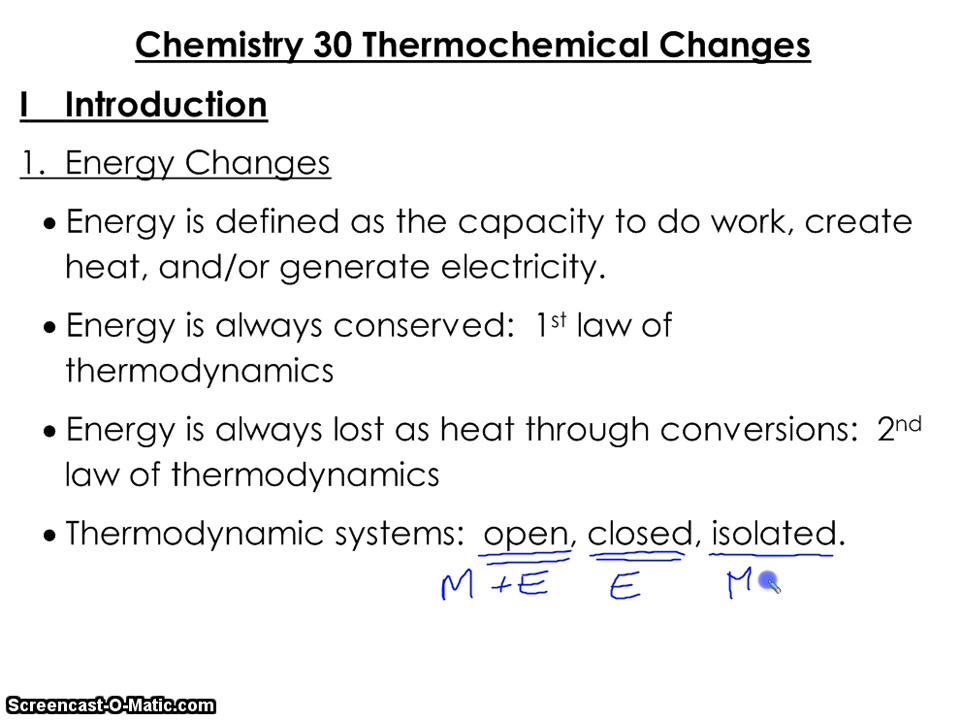 Chemistry 30 Thermochemical Changes
I Introduction
1. Energy Changes
• Energy is defined as the capacity to do work, create
heat, and/or generate electricity.
• Energy is always conserved: 1st law of
thermodynamics
• Energy is always lost as heat through conversions: 2nd
law of thermodynamics
• Thermodynamic systems: open, closed, isolated.
M + E E M
Screencast-O-Matic.com